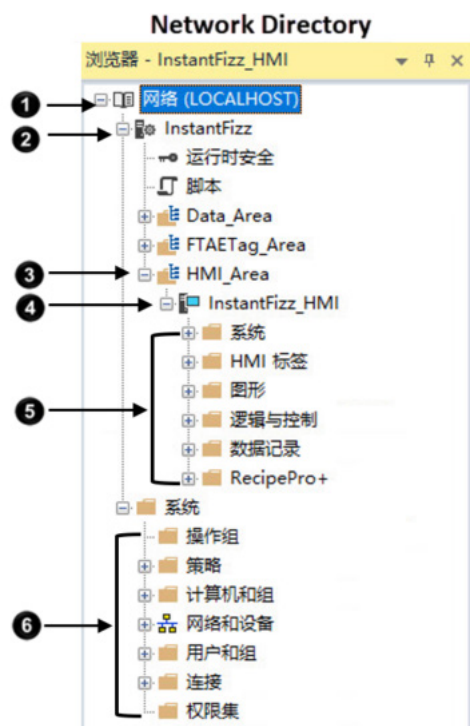 Network Directory
浏览器 - InstantFizz_HMI
1 网络 (LOCALHOST)
2 InstantFizz
运行时安全
脚本
Data_Area
FTAETag_Area
3 HMI_Area
4 InstantFizz_HMI
系统
HMI 标签
图形
5 逻辑与控制
数据记录
RecipePro+
系统
操作组
策略
计算机和组
6 网络和设备
用户和组
连接
权限集